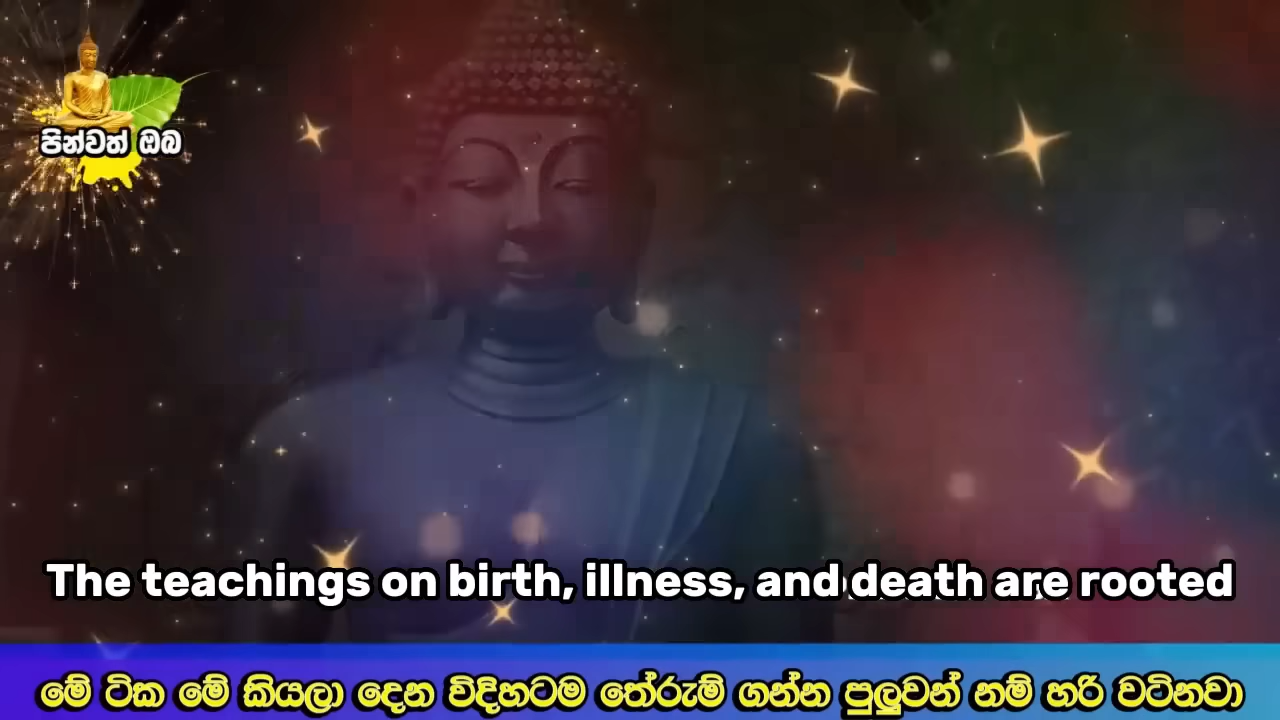 පින්වත් ඔබ
The teachings on birth, illness, and death are rooted
මේ ටික මේ කියලා දෙන විදිහටම තේරුම් ගන්න පුලුවන් නම් හරි වටිනවා